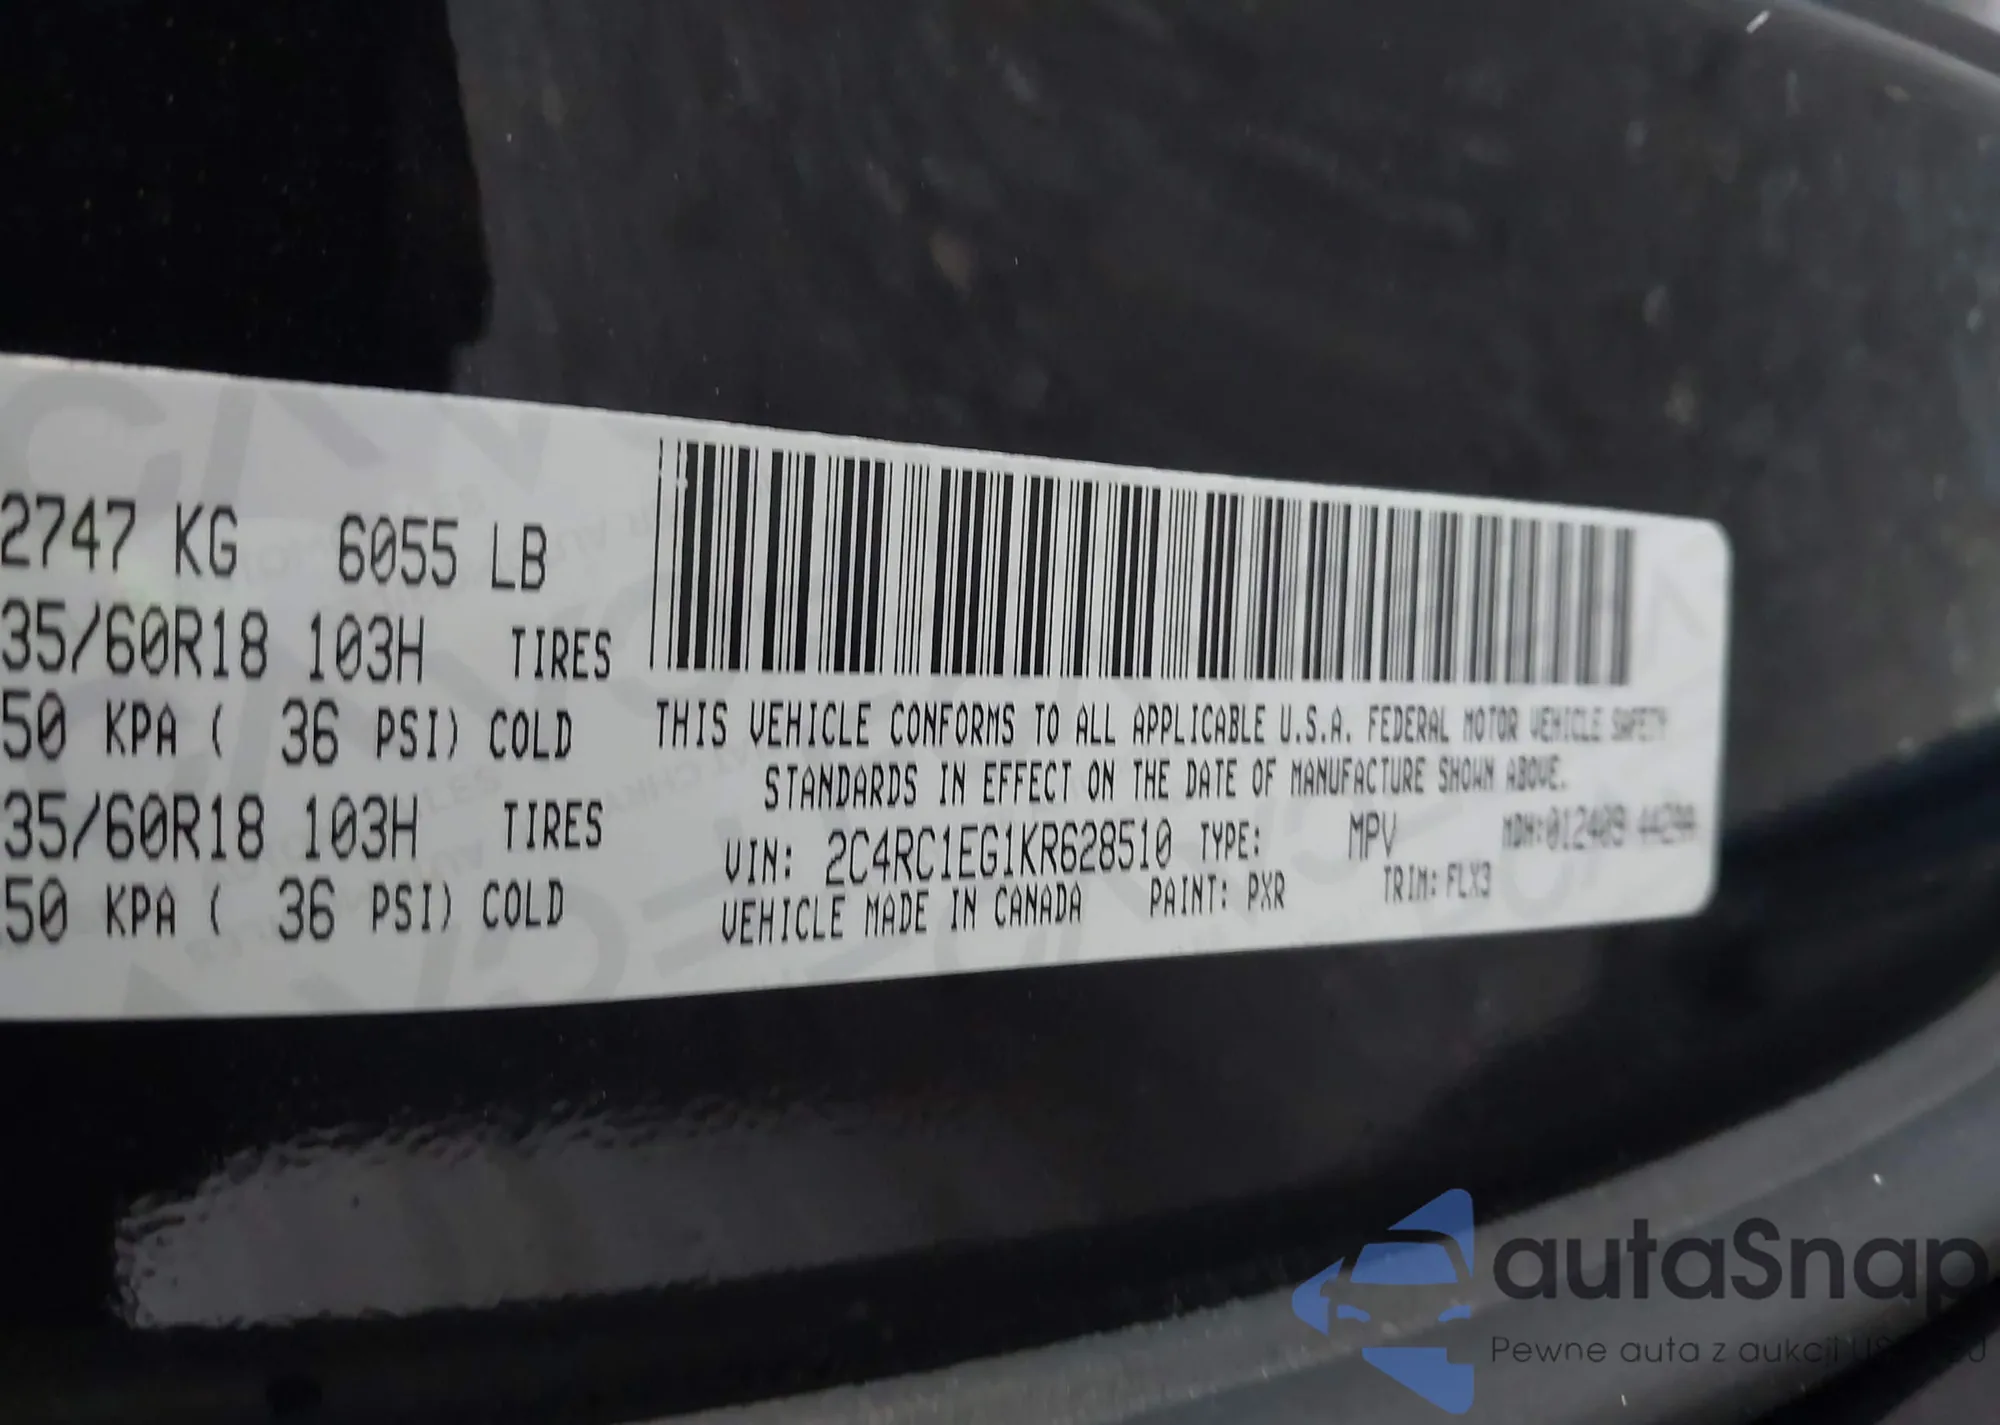 2747 KG 6055 LB
35/60R18 103H TIRES
50 KPA ( 36 PSI) COLD
35/60R18 103H TIRES
50 KPA ( 36 PSI) COLD
THIS VEHICLE CONFORMS TO ALL APPLICABLE U.S.A. FEDERAL MOTOR VEHICLE SAFETY
STANDARDS IN EFFECT ON THE DATE OF MANUFACTURE SHOWN ABOVE.
VIN: 2C4RC1EG1KR628510 TYPE: MPV MDH:012409
VEHICLE MADE IN CANADA PAINT: PXR TRIM: FLX3
autaSnap
Pewne auta z aukcji